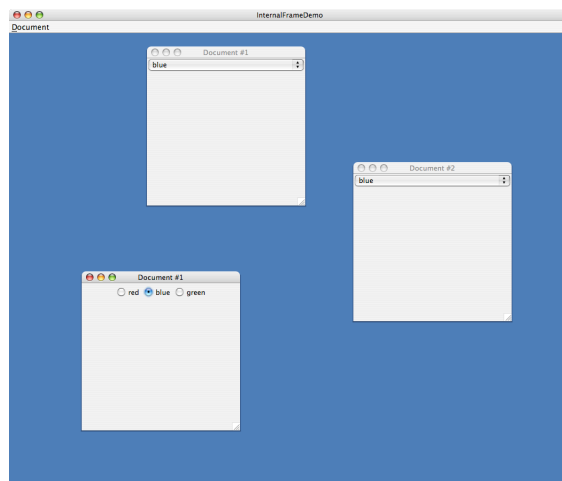 InternalFrameDemo
Document
Document #1
blue
Document #2
blue
Document #1
red blue green